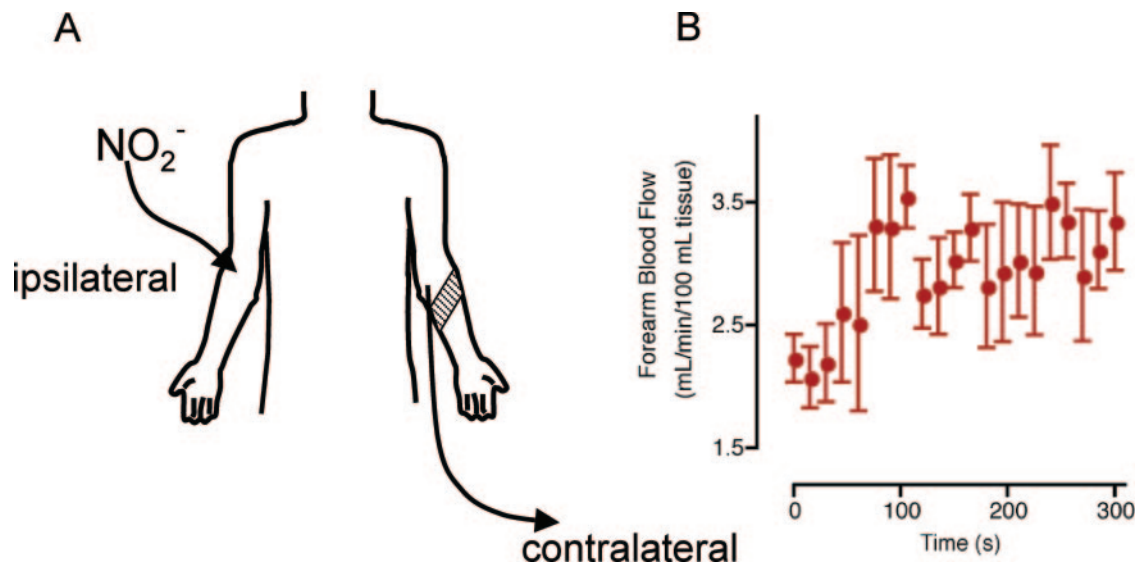 A
NO₂⁻
ipsilateral
contralateral
B
Forearm Blood Flow
(mL/min/100 mL tissue)
3.5
2.5
1.5
0 100 200 300
Time (s)